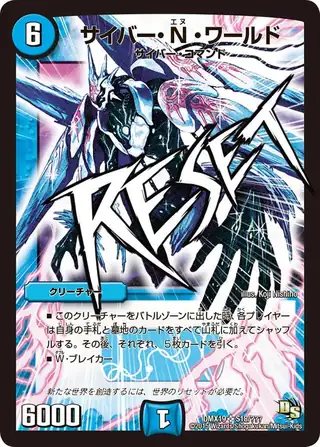 6
サイバー・N・ワールド
エヌ
サイバー・コマンド
RESET
illus. Koji Nishino
クリーチャー
■このクリーチャーをバトルゾーンに出した時、各プレイヤーは自身の手札と墓地のカードをすべて山札に加えてシャッフルする。その後、それぞれ、5枚カードを引く。
■W・ブレイカー
新たな世界を創造するには、世界のリセットが必要だ。
6000
1
DS